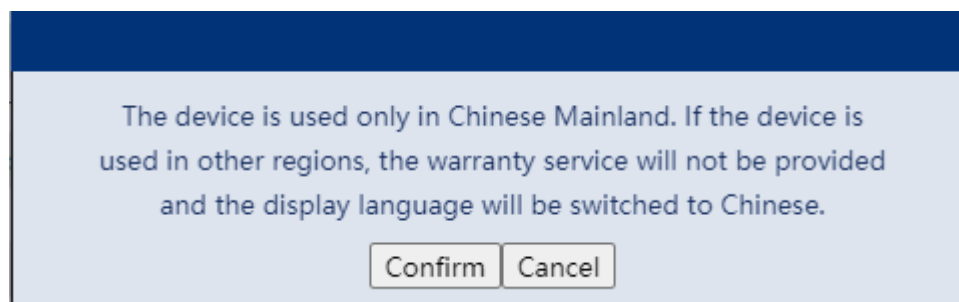 The device is used only in Chinese Mainland. If the device is
used in other regions, the warranty service will not be provided
and the display language will be switched to Chinese.
Confirm Cancel